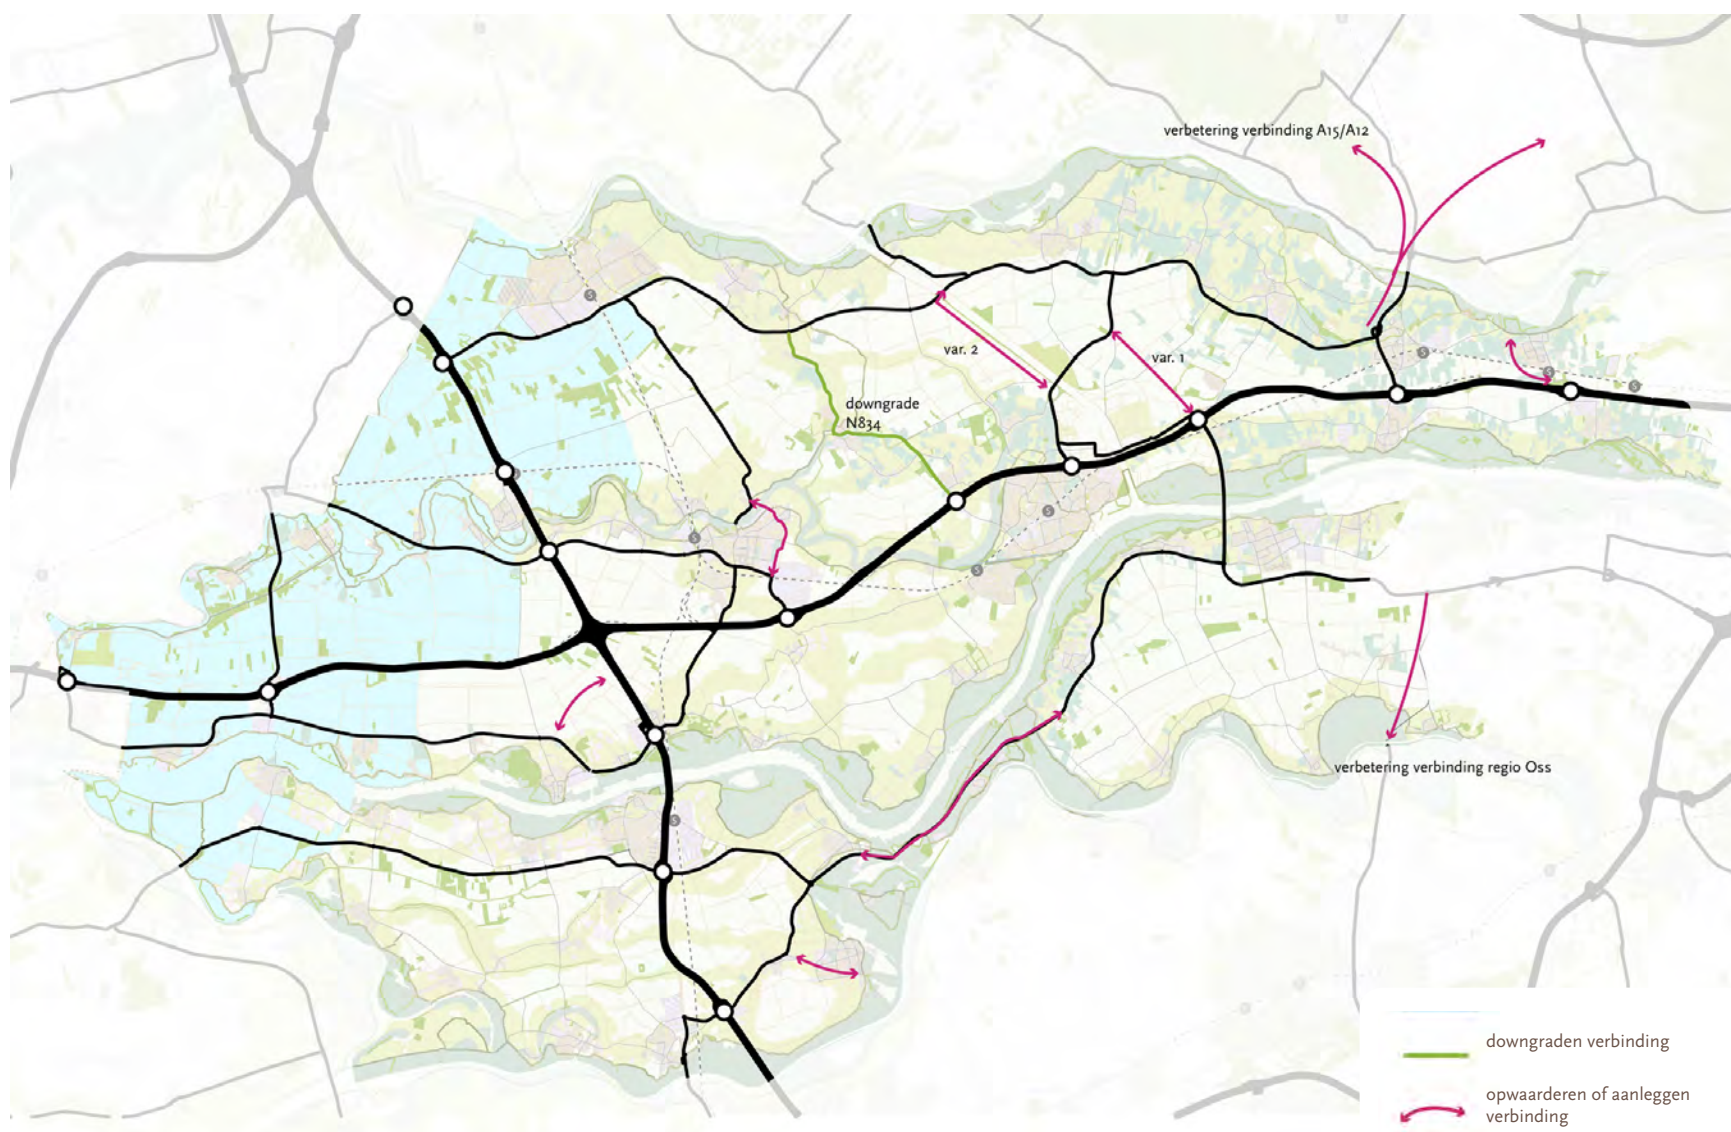 verbetering verbinding A15/A12
var. 2
var. 1
downgrade
N834
verbetering verbinding regio Oss
downgraden verbinding
opwaarderen of aanleggen
verbinding